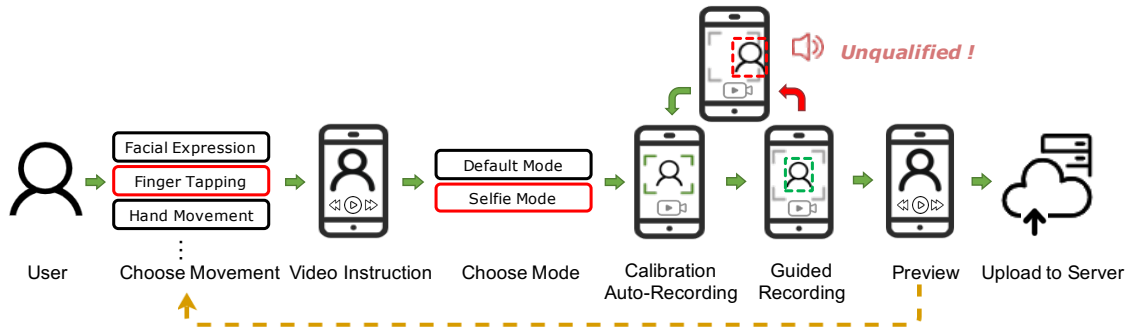 Unqualified !
Facial Expression
Finger Tapping
Hand Movement
Default Mode
Selfie Mode
User
Choose Movement
Video Instruction
Choose Mode
Calibration
Auto-Recording
Guided
Recording
Preview
Upload to Server